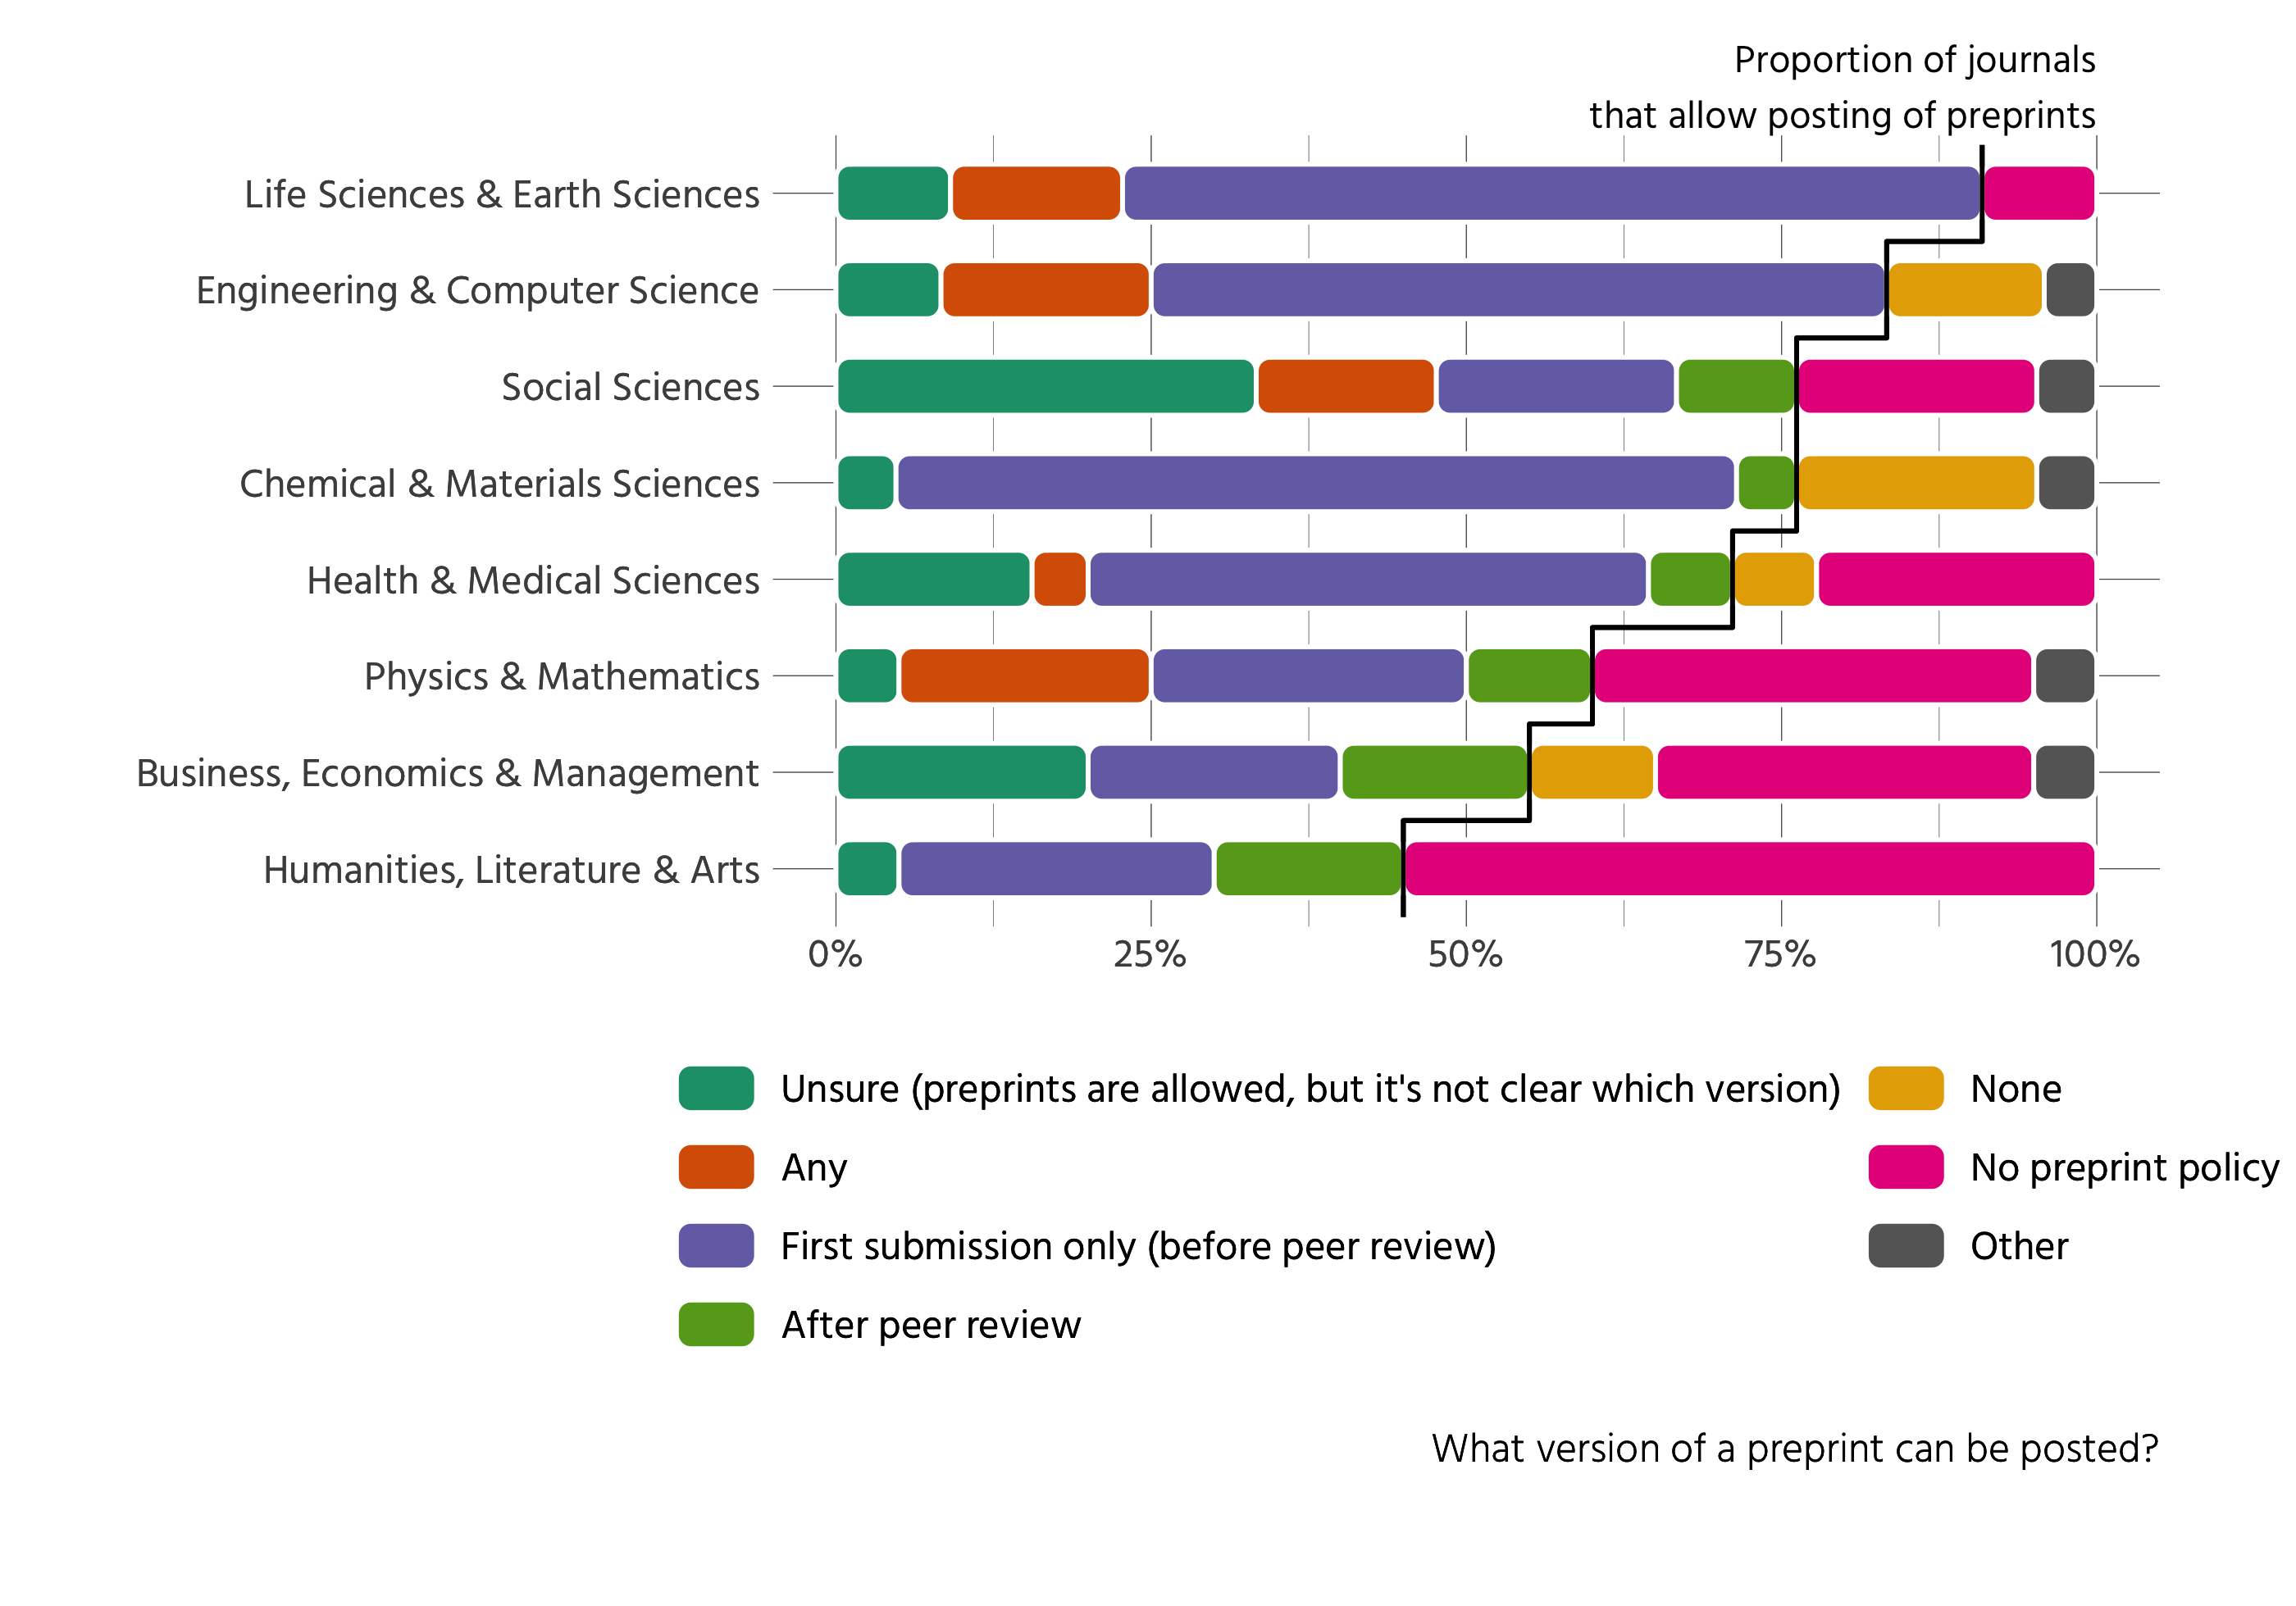 Proportion of journals
that allow posting of preprints
Life Sciences & Earth Sciences
Engineering & Computer Science
Social Sciences
Chemical & Materials Sciences
Health & Medical Sciences
Physics & Mathematics
Business, Economics & Management
Humanities, Literature & Arts
0% 25% 50% 75% 100%
Unsure (preprints are allowed, but it's not clear which version)
Any
First submission only (before peer review)
After peer review
None
No preprint policy
Other
What version of a preprint can be posted?